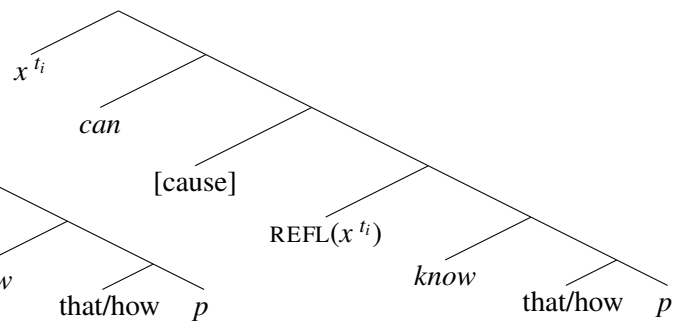 x^{t_i}
can
[cause]
REFL(x^{t_i})
know
that/how p
that/how p